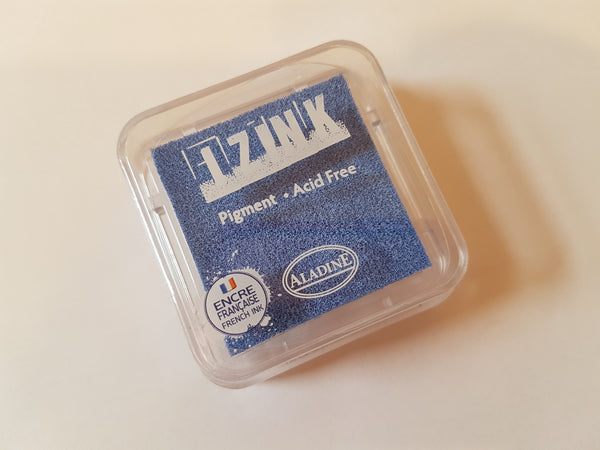 IZINK
Pigment • Acid Free
ALADINE
ENCRE
FRANÇAISE
FRENCH INK